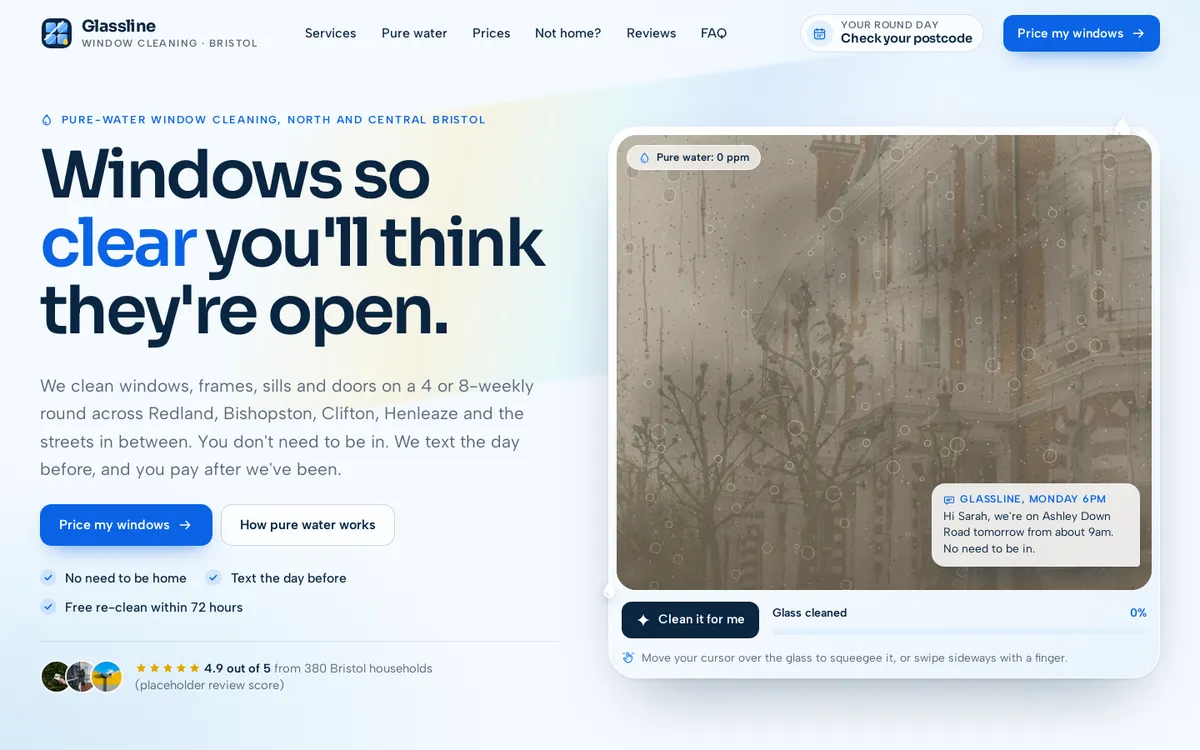 Glassline
WINDOW CLEANING · BRISTOL
Services
Pure water
Prices
Not home?
Reviews
FAQ
YOUR ROUND DAY
Check your postcode
Price my windows
PURE-WATER WINDOW CLEANING, NORTH AND CENTRAL BRISTOL
Windows so
clear you'll think
they're open.
We clean windows, frames, sills and doors on a 4 or 8-weekly
round across Redland, Bishopston, Clifton, Henleaze and the
streets in between. You don't need to be in. We text the day
before, and you pay after we've been.
Price my windows
How pure water works
No need to be home
Text the day before
Free re-clean within 72 hours
4.9 out of 5 from 380 Bristol households
(placeholder review score)
Pure water: 0 ppm
GLASSLINE, MONDAY 6PM
Hi Sarah, we're on Ashley Down
Road tomorrow from about 9am.
No need to be in.
Clean it for me
Glass cleaned
0%
Move your cursor over the glass to squeegee it, or swipe sideways with a finger.